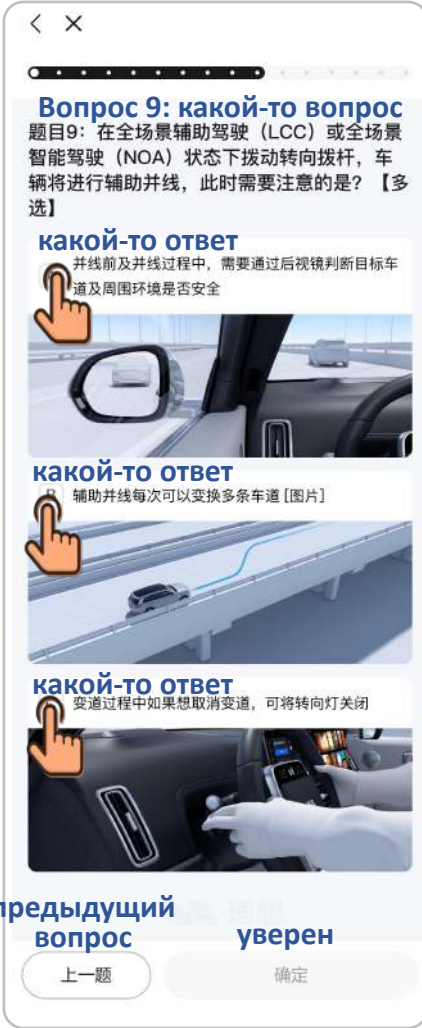 Вопрос 9: какой-то вопрос
题目9：在全场景辅助驾驶（LCC）或全场景
智能驾驶（NOA）状态下拨动转向拨杆，车
辆将进行辅助并线，此时需要注意的是？【多
选】
какой-то ответ
并线前及并线过程中，需要通过后视镜判断目标车
道及周围环境是否安全
какой-то ответ
B 辅助并线每次可以变换多条车道 [图片]
какой-то ответ
变道过程中如果想取消变道，可将转向灯关闭
предыдущий
вопрос
уверен
上一题
确定